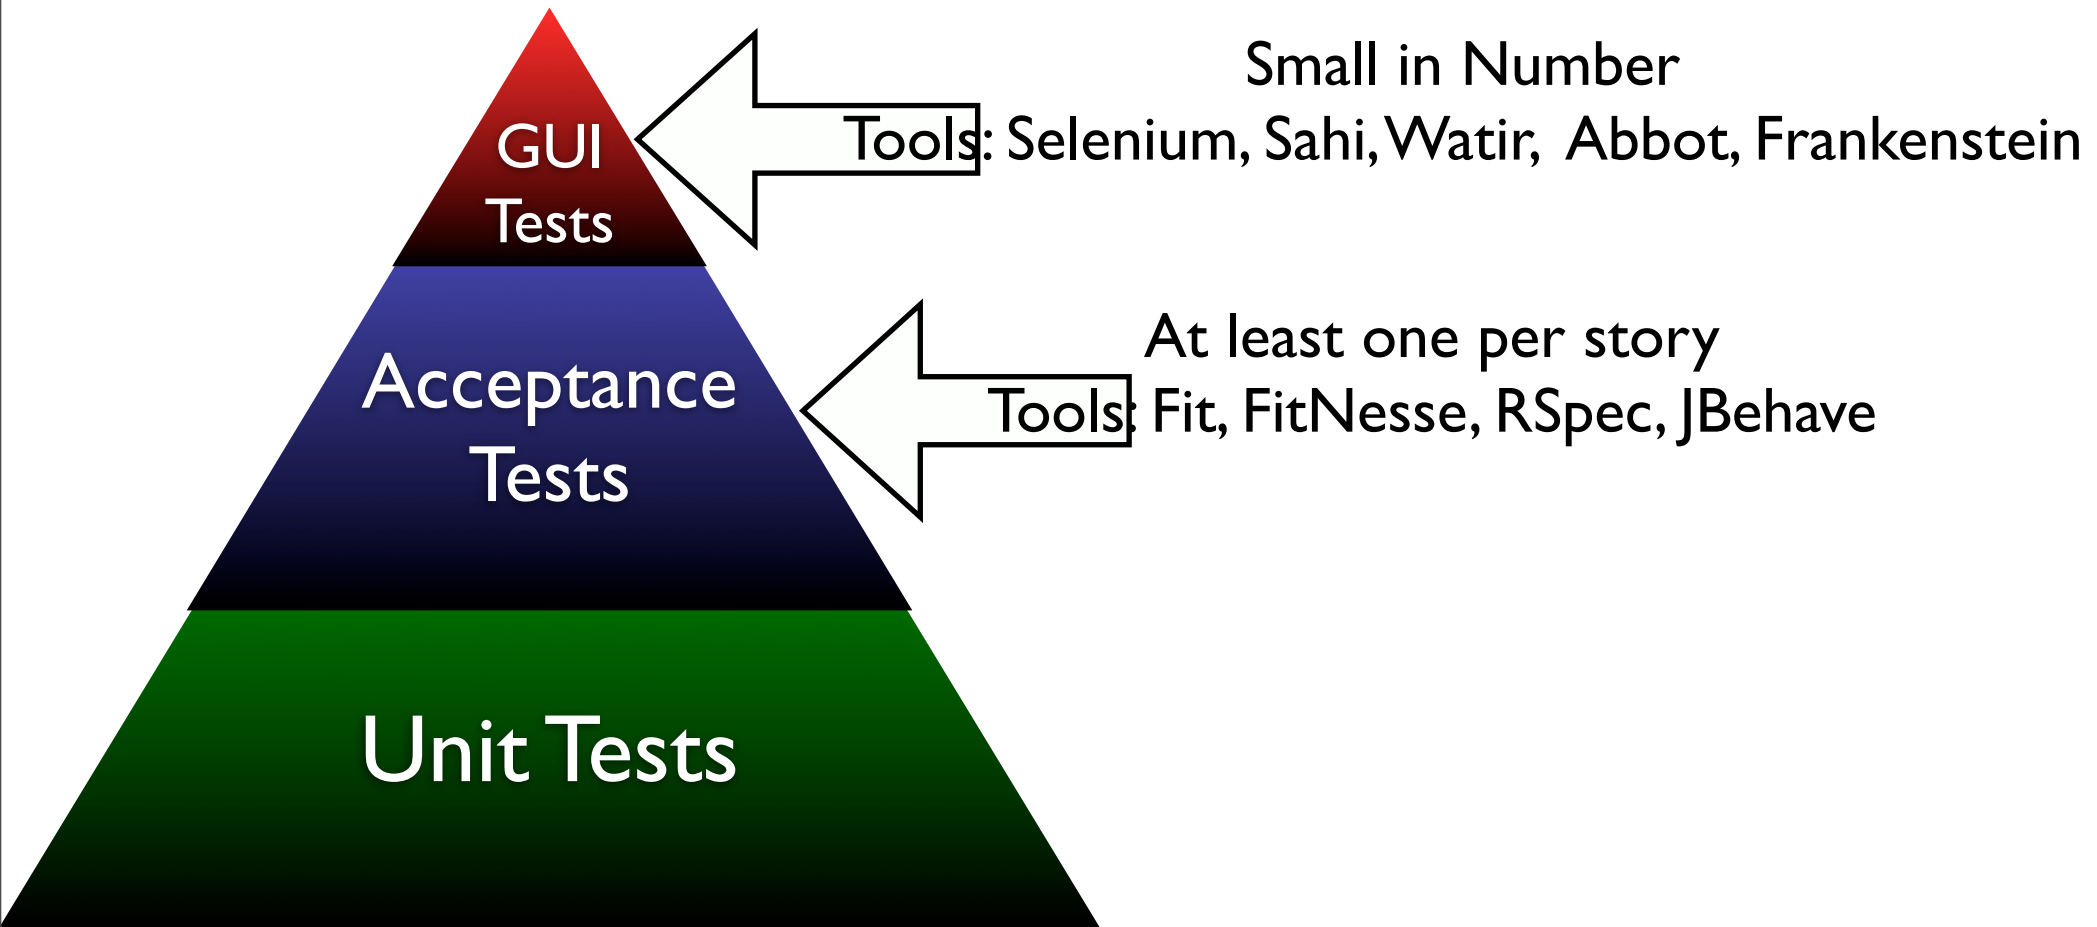 GUI
Tests
Small in Number
Tools: Selenium, Sahi, Watir, Abbot, Frankenstein
Acceptance
Tests
At least one per story
Tools: Fit, FitNesse, RSpec, JBehave
Unit Tests